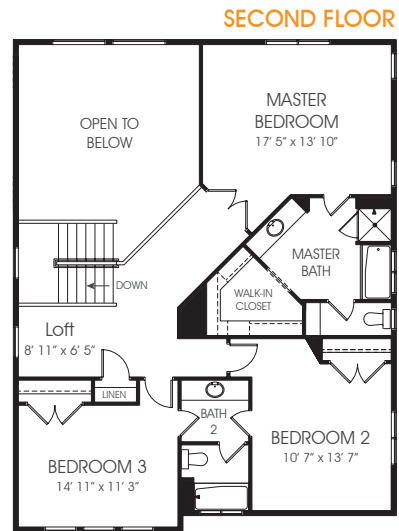 SECOND FLOOR
OPEN TO
BELOW
MASTER
BEDROOM
17' 5" x 13' 10"
MASTER
BATH
DOWN
WALK-IN
CLOSET
Loft
8' 11" x 6' 5"
LINEN
BATH
2
BEDROOM 2
10' 7" x 13' 7"
BEDROOM 3
14' 11" x 11' 3"